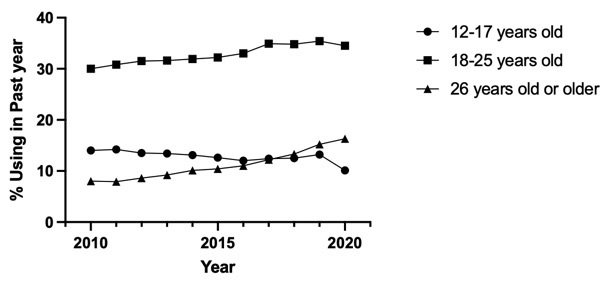 % Using in Past year
40
30
20
10
0
2010
2015
2020
Year
12-17 years old
18-25 years old
26 years old or older